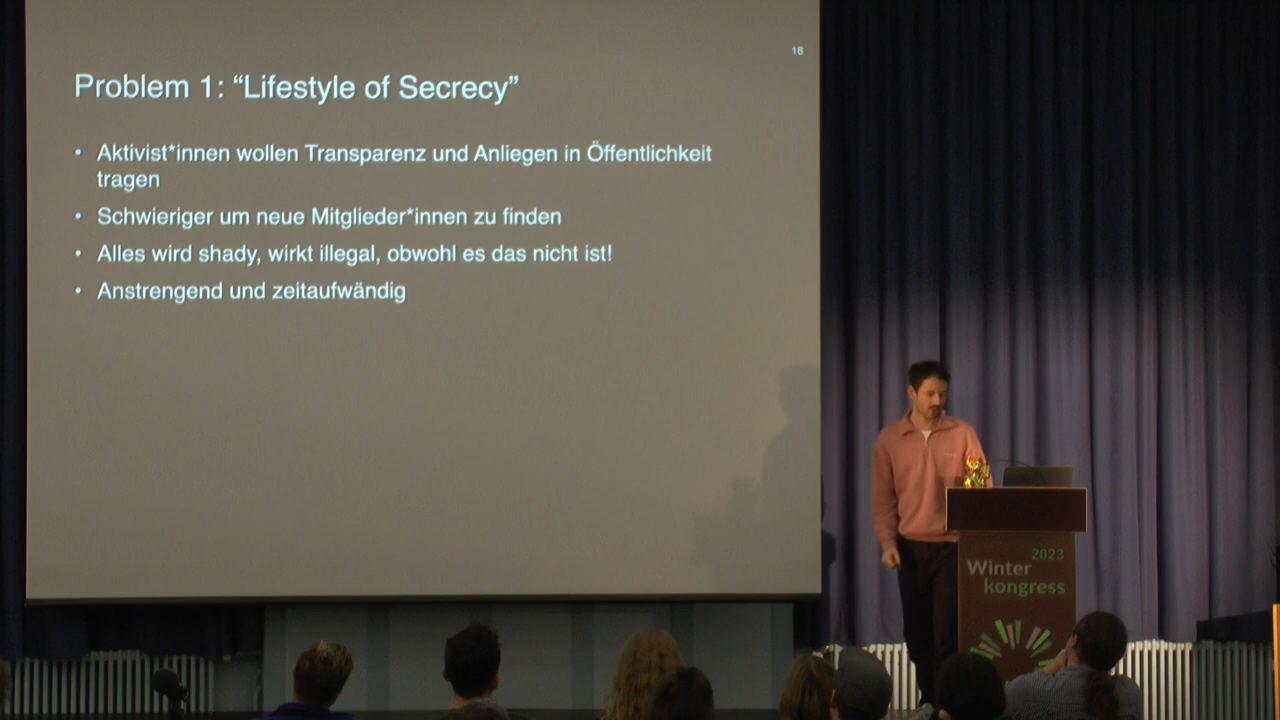 18
Problem 1: “Lifestyle of Secrecy”
• Aktivist*innen wollen Transparenz und Anliegen in Öffentlichkeit
tragen
• Schwieriger um neue Mitglieder*innen zu finden
• Alles wird shady, wirkt illegal, obwohl es das nicht ist!
• Anstrengend und zeitaufwändig
2023
Winter
kongress